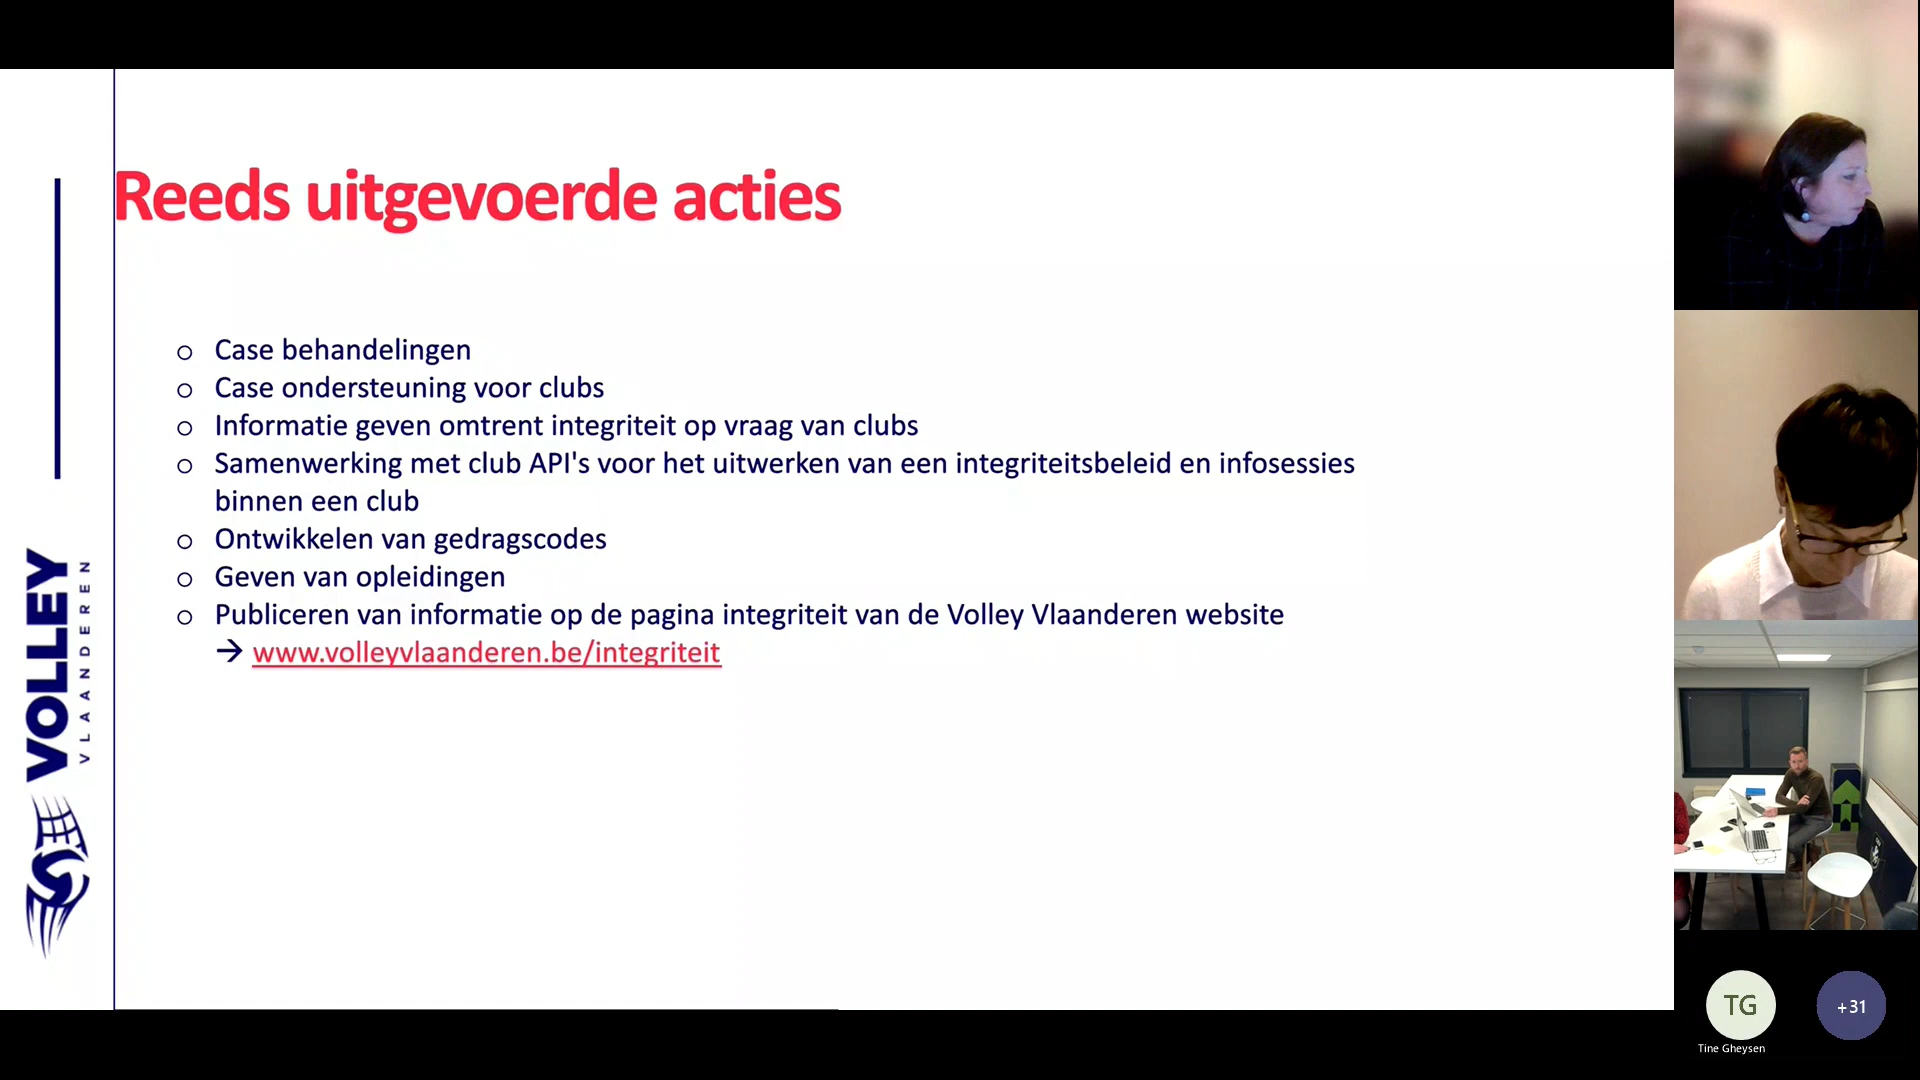 Reeds uitgevoerde acties
o Case behandelingen
o Case ondersteuning voor clubs
o Informatie geven omtrent integriteit op vraag van clubs
o Samenwerking met club API's voor het uitwerken van een integriteitsbeleid en infosessies
binnen een club
o Ontwikkelen van gedragscodes
o Geven van opleidingen
o Publiceren van informatie op de pagina integriteit van de Volley Vlaanderen website
→ www.volleyvlaanderen.be/integriteit
VOLLEY
VLAANDEREN
TG
+31
Tine Gheysen